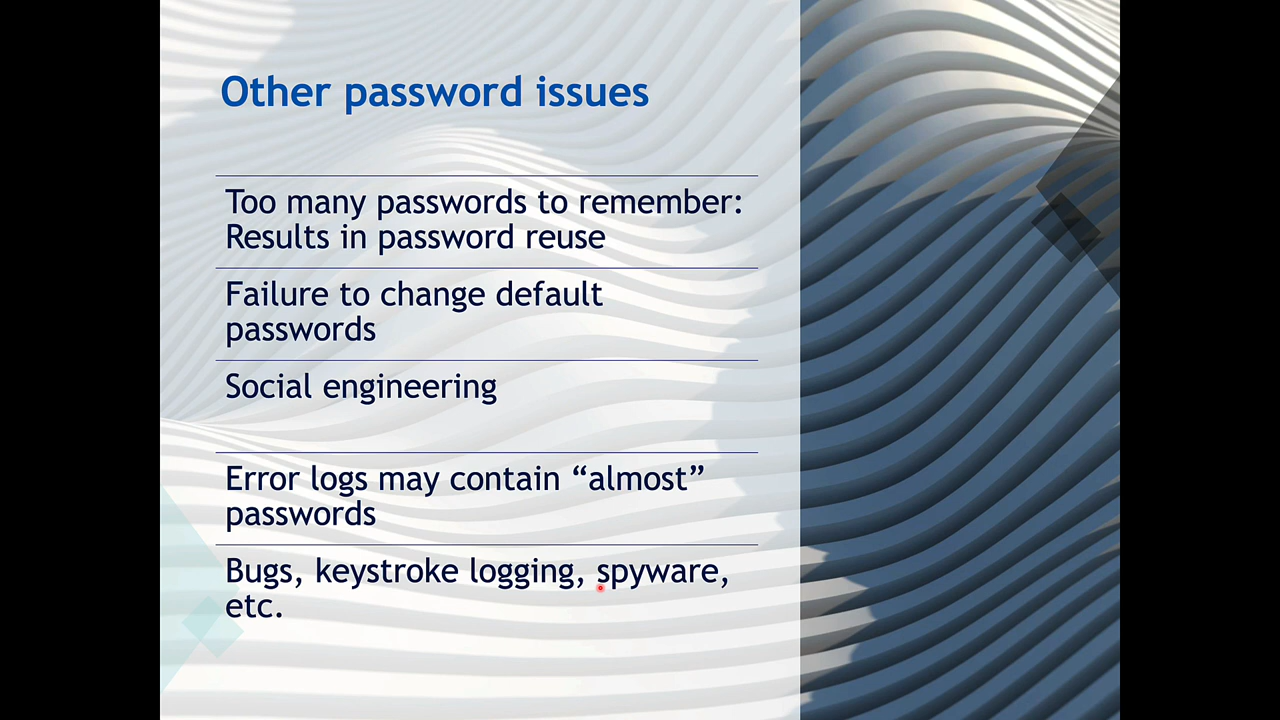 Other password issues
Too many passwords to remember:
Results in password reuse
Failure to change default
passwords
Social engineering
Error logs may contain “almost”
passwords
Bugs, keystroke logging, spyware,
etc.